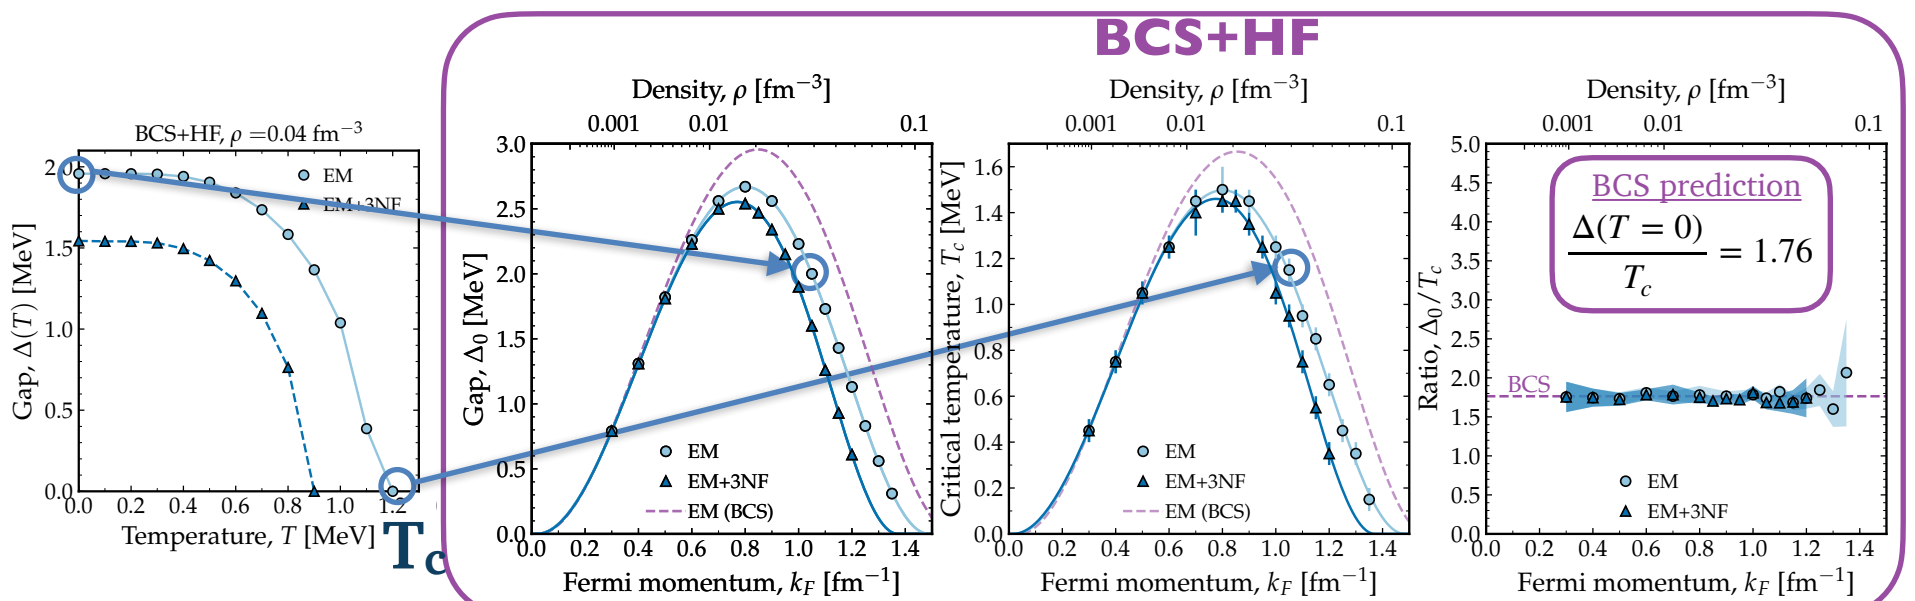 BCS+HF
BCS+HF, ρ =0.04 fm⁻³
Gap, Δ(T) [MeV]
2.0
1.5
1.0
0.5
0.0
EM
EM+3NF
0.0 0.2 0.4 0.6 0.8 1.0 1.2
Temperature, T [MeV]
T_c
Density, ρ [fm⁻³]
0.001 0.01 0.1
Gap, Δ₀ [MeV]
3.0
2.5
2.0
1.5
1.0
0.5
0.0
EM
EM+3NF
EM (BCS)
0.0 0.2 0.4 0.6 0.8 1.0 1.2 1.4
Fermi momentum, k_F [fm⁻¹]
Density, ρ [fm⁻³]
0.001 0.01 0.1
Critical temperature, T_c [MeV]
1.6
1.4
1.2
1.0
0.8
0.6
0.4
0.2
0.0
EM
EM+3NF
EM (BCS)
0.0 0.2 0.4 0.6 0.8 1.0 1.2 1.4
Fermi momentum, k_F [fm⁻¹]
Density, ρ [fm⁻³]
0.001 0.01 0.1
Ratio, Δ₀/T_c
5.0
4.5
4.0
3.5
3.0
2.5
2.0
1.5
1.0
0.5
0.0
BCS prediction
Δ(T = 0)
T_c
= 1.76
BCS
EM
EM+3NF
0.0 0.2 0.4 0.6 0.8 1.0 1.2 1.4
Fermi momentum, k_F [fm⁻¹]